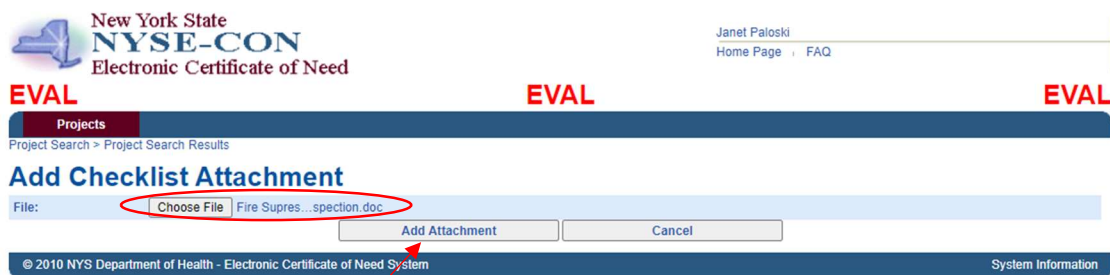 New York State
NYSE-CON
Electronic Certificate of Need
Janet Paloski
Home Page | FAQ
EVAL EVAL EVAL
Projects
Project Search > Project Search Results
Add Checklist Attachment
File: Choose File Fire Supres...spection.doc
Add Attachment Cancel
© 2010 NYS Department of Health - Electronic Certificate of Need System System Information